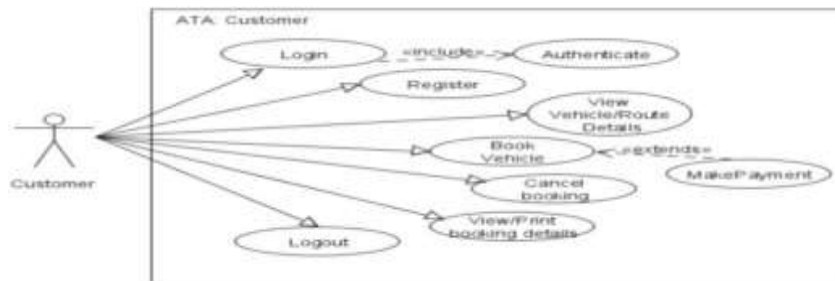 ATA: Customer
Login
«include»
Authenticate
Register
View
Vehicle/Route
Details
Book
Vehicle
«extends»
MakePayment
Customer
Cancel
booking
View/Print
booking details
Logout